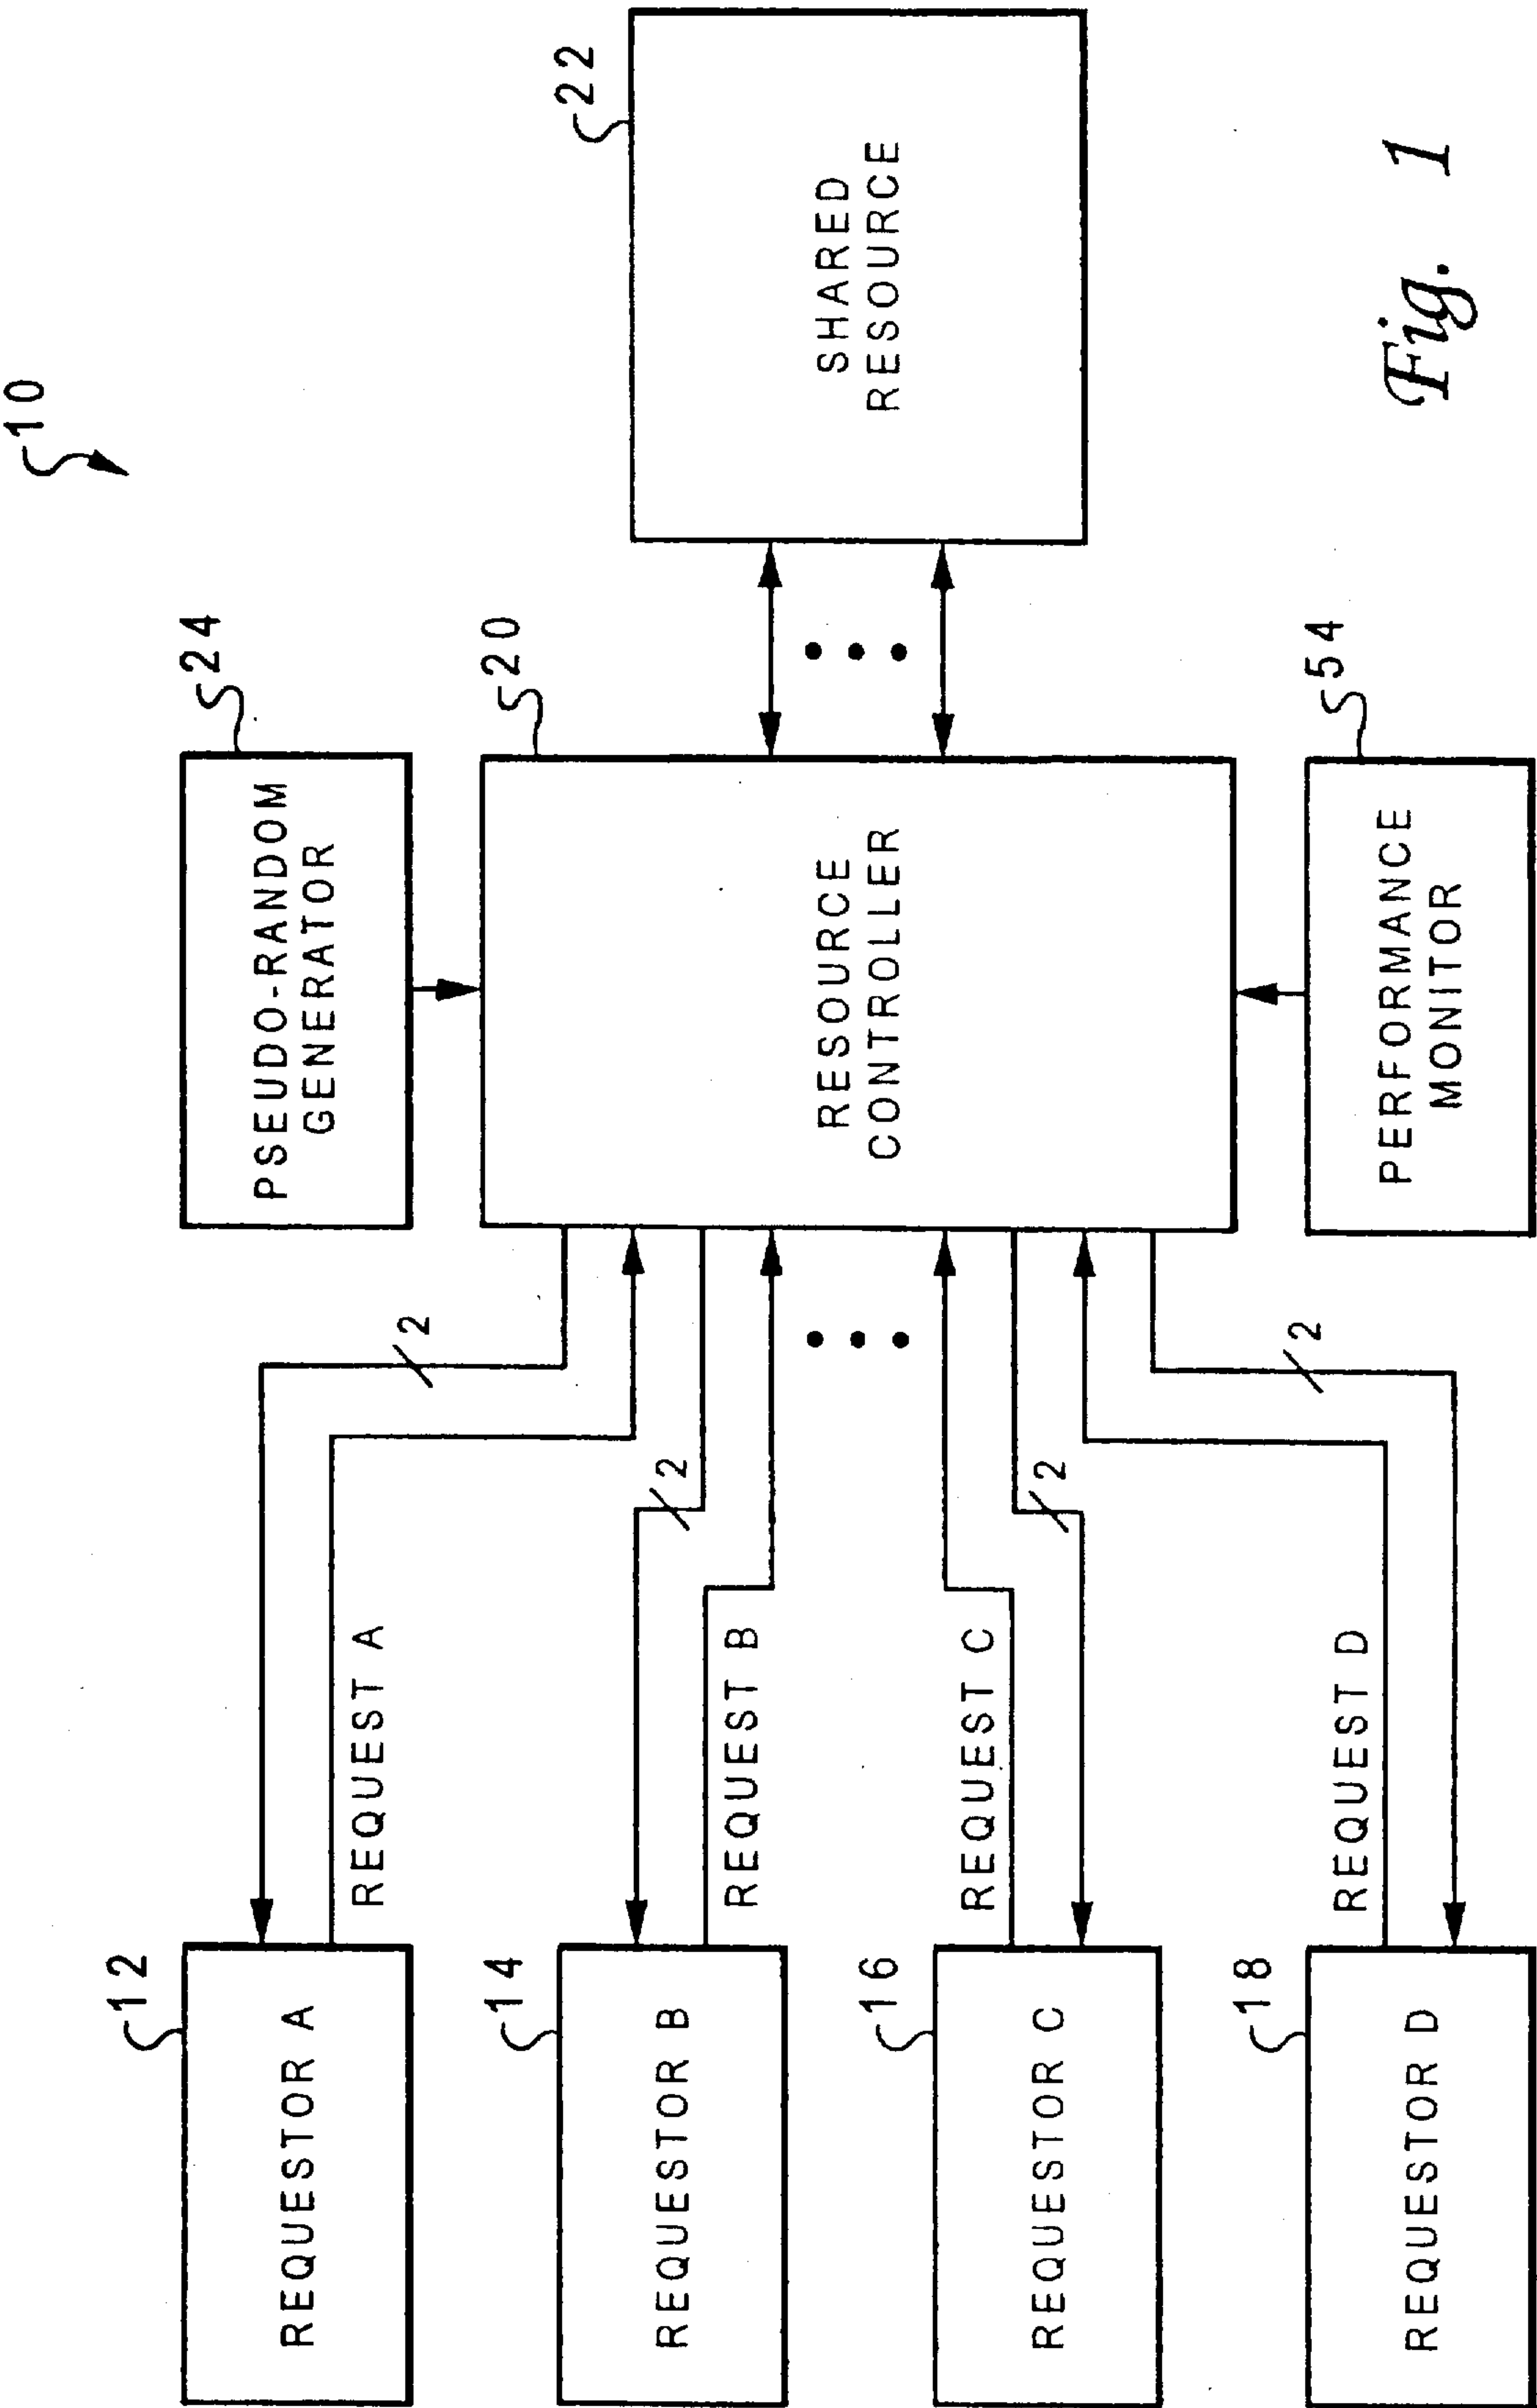 10
12
REQUESTOR A
14
REQUESTOR B
16
REQUESTOR C
18
REQUESTOR D
REQUEST A
REQUEST B
REQUEST C
REQUEST D
2
2
2
2
24
PSEUDO-RANDOM
GENERATOR
20
RESOURCE
CONTROLLER
54
PERFORMANCE
MONITOR
22
SHARED
RESOURCE
Fig. 1